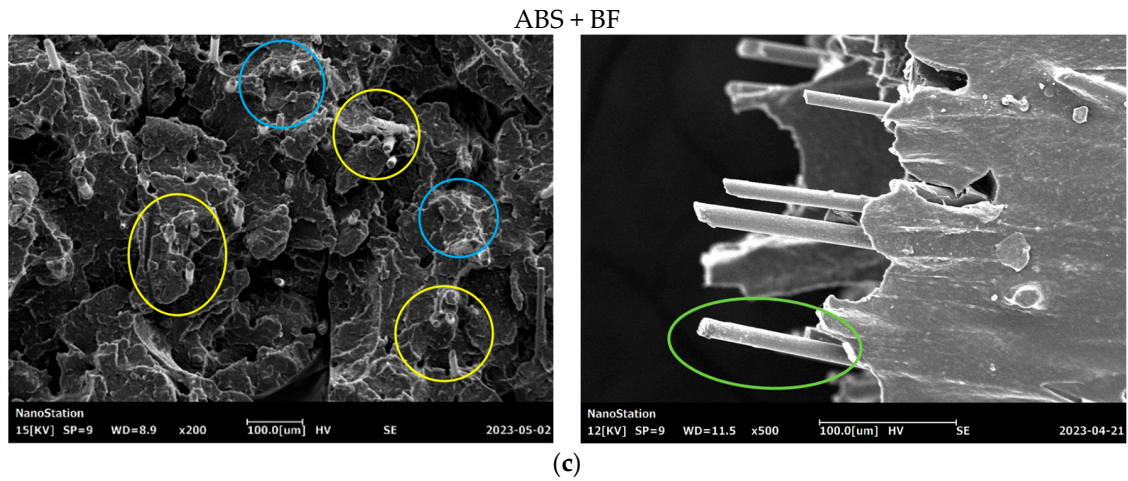 ABS + BF
NanoStation
15[KV] SP=9 WD=8.9 x200 100.0[um] HV SE 2023-05-02
NanoStation
12[KV] SP=9 WD=11.5 x500 100.0[um] HV SE 2023-04-21
(c)